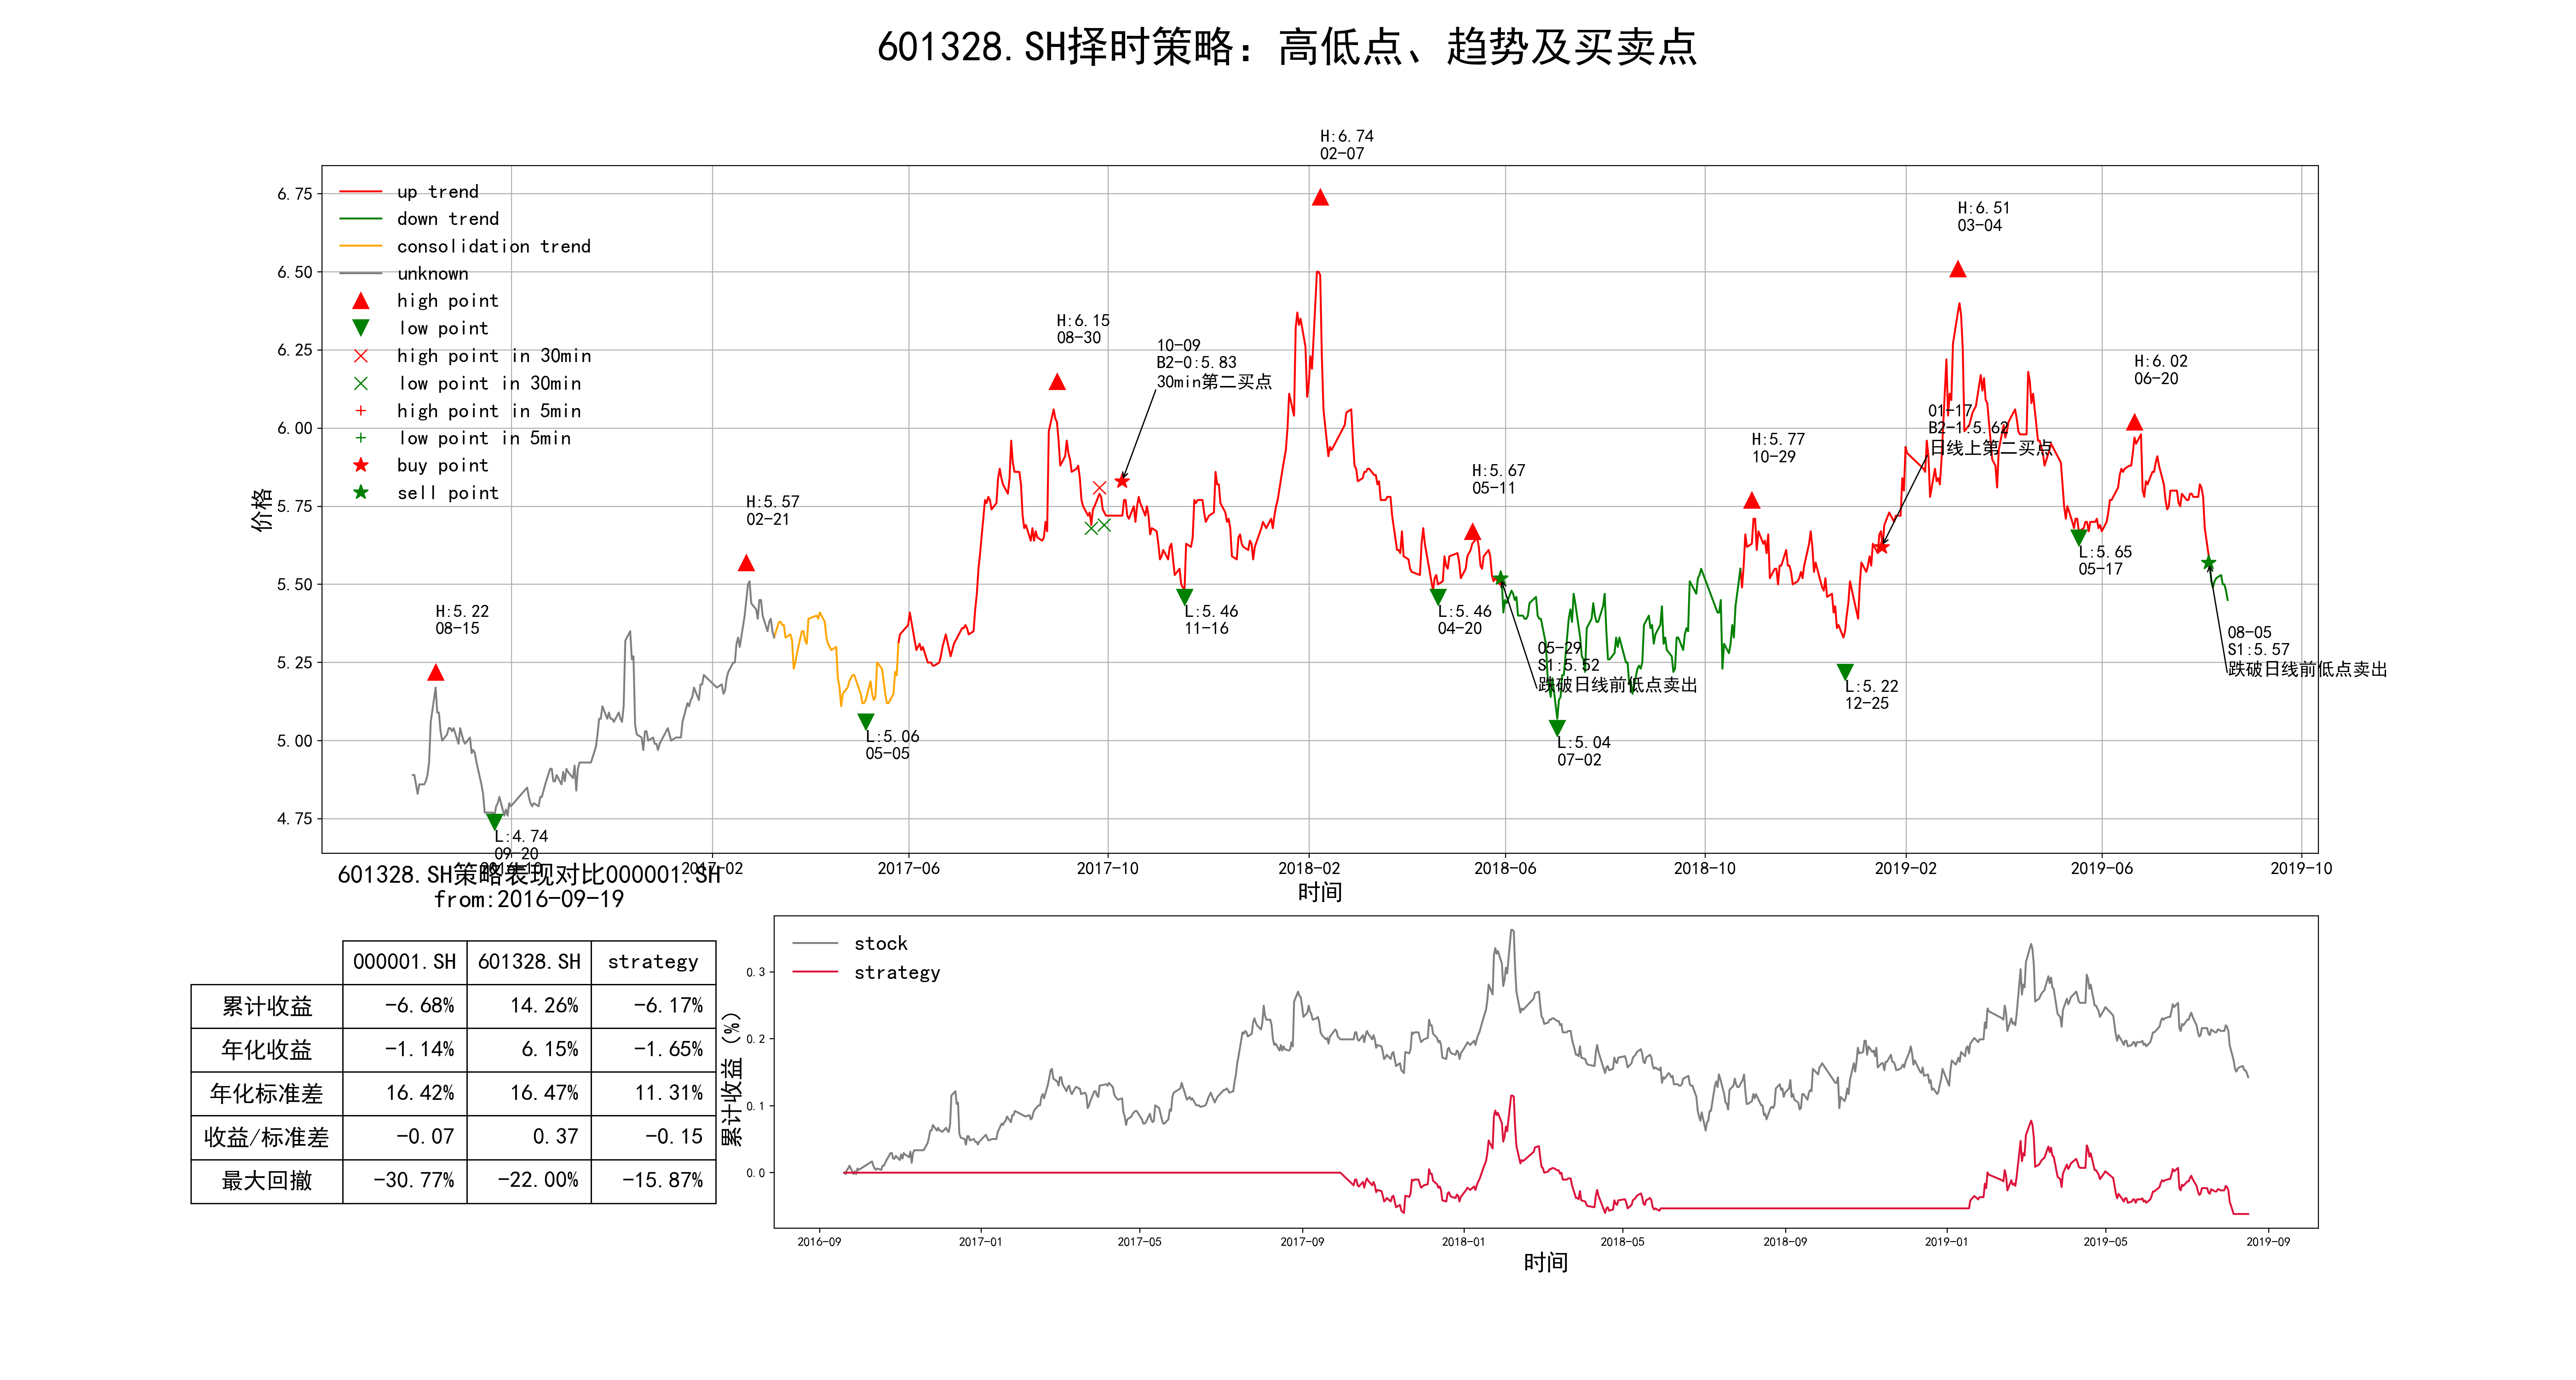 601328.SH择时策略：高低点、趋势及买卖点
H:6.74
02-07
H:6.51
03-04
H:6.15
08-30
10-09
B2-0:5.83
30min第二买点
H:6.02
06-20
01-17
B2-1:5.62
日线上第二买点
H:5.77
10-29
H:5.67
05-11
H:5.57
02-21
H:5.22
08-15
up trend
down trend
consolidation trend
unknown
high point
low point
high point in 30min
low point in 30min
high point in 5min
low point in 5min
buy point
sell point
价格
6.75
6.50
6.25
6.00
5.75
5.50
5.25
5.00
4.75
L:5.46
11-16
L:5.46
04-20
L:5.65
05-17
05-29
S1:5.52
跌破日线前低点卖出
08-05
S1:5.57
跌破日线前低点卖出
L:5.22
12-25
L:5.06
05-05
L:5.04
07-02
L:4.74
09-20
2016-10
2017-02
2017-06
2017-10
2018-02
2018-06
2018-10
2019-02
2019-06
2019-10
时间
601328.SH策略表现对比000001.SH
from:2016-09-19
000001.SH 601328.SH strategy
累计收益 -6.68% 14.26% -6.17%
年化收益 -1.14% 6.15% -1.65%
年化标准差 16.42% 16.47% 11.31%
收益/标准差 -0.07 0.37 -0.15
最大回撤 -30.77% -22.00% -15.87%
stock
strategy
累计收益（%）
0.3
0.2
0.1
0.0
2016-09
2017-01
2017-05
2017-09
2018-01
2018-05
2018-09
2019-01
2019-05
2019-09
时间